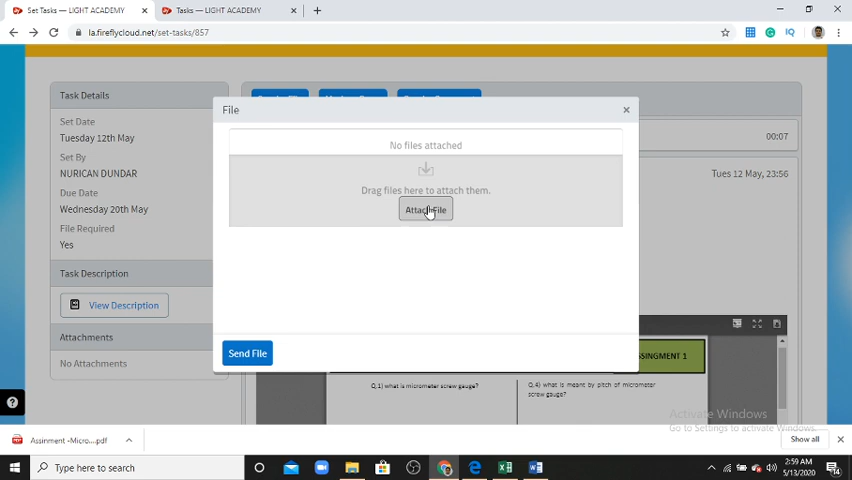 Set Tasks — LIGHT ACADEMY
Tasks — LIGHT ACADEMY
la.fireflycloud.net/set-tasks/857
Task Details
Set Date
Tuesday 12th May
Set By
NURICAN DUNDAR
Due Date
Wednesday 20th May
File Required
Yes
Task Description
View Description
Attachments
No Attachments
File
No files attached
Drag files here to attach them.
Attach File
Send File
00:07
Tues 12 May, 23:56
SSINGMENT 1
Q.1) what is micrometer screw gauge?
Q.4) what is meant by pitch of micrometer
screw gauge?
Activate Windows
Go to Settings to activate Windows.
Assinment -Micro....pdf
Show all
Type here to search
2:59 AM
5/13/2020
14